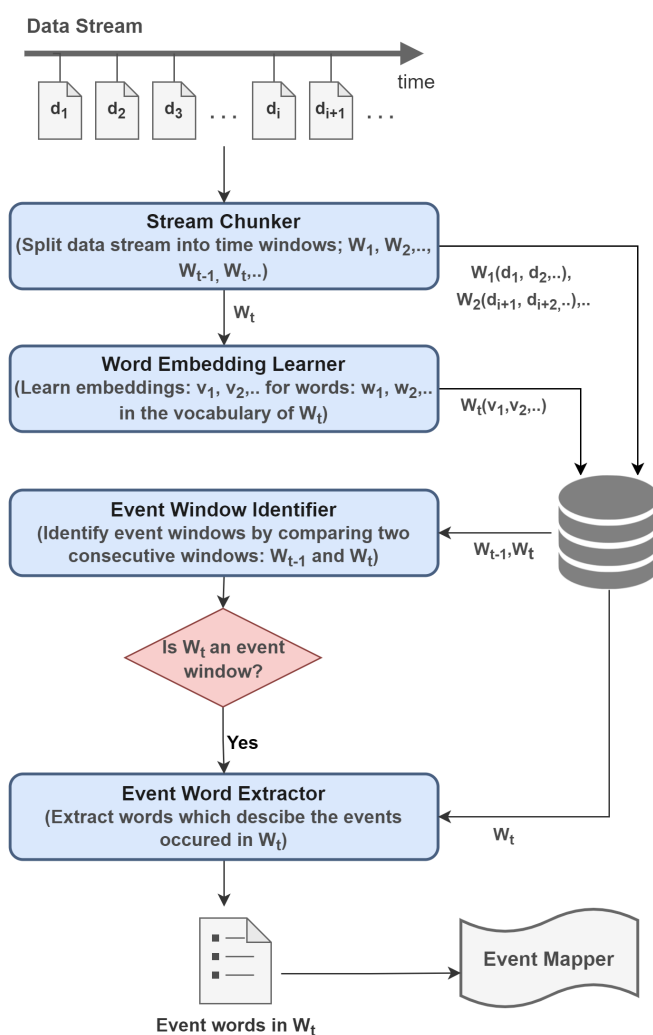 Data Stream
time
d1 d2 d3 ... di di+1 ...
Stream Chunker
(Split data stream into time windows; W1, W2,..,
Wt-1, Wt,..)
W1(d1, d2,..),
W2(di+1, di+2,..),..
Wt
Word Embedding Learner
(Learn embeddings: v1, v2,.. for words: w1, w2,..
in the vocabulary of Wt)
Wt(v1,v2,..)
Event Window Identifier
(Identify event windows by comparing two
consecutive windows: Wt-1 and Wt)
Wt-1,Wt
Is Wt an event
window?
Yes
Event Word Extractor
(Extract words which descibe the events
occured in Wt)
Wt
Event Mapper
Event words in Wt